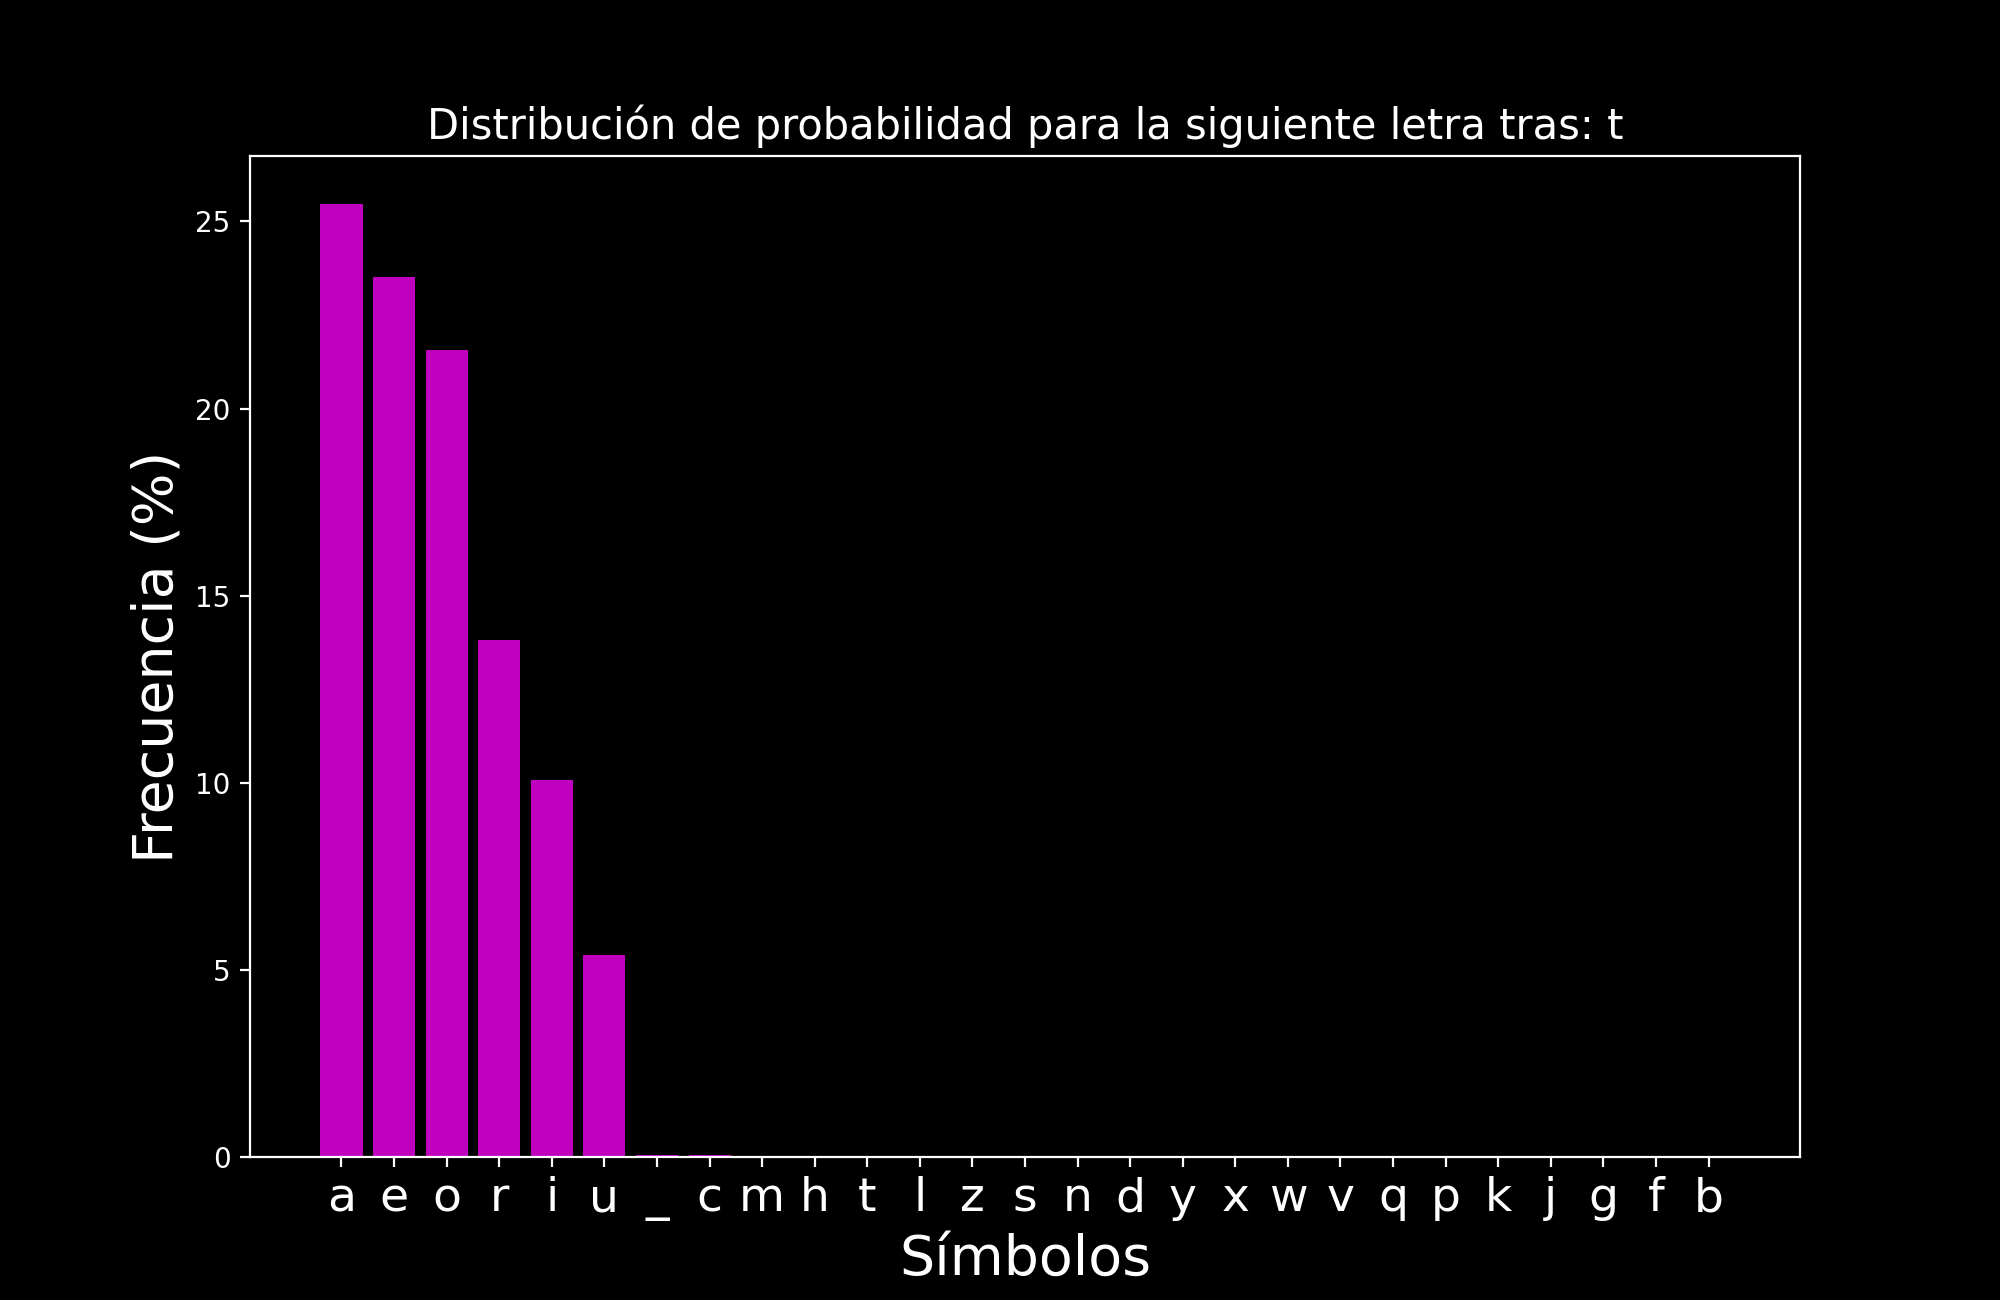 Distribución de probabilidad para la siguiente letra tras: t
Frecuencia (%)
25
20
15
10
5
0
a e o r i u _ c m h t l z s n d y x w v q p k j g f b
Símbolos